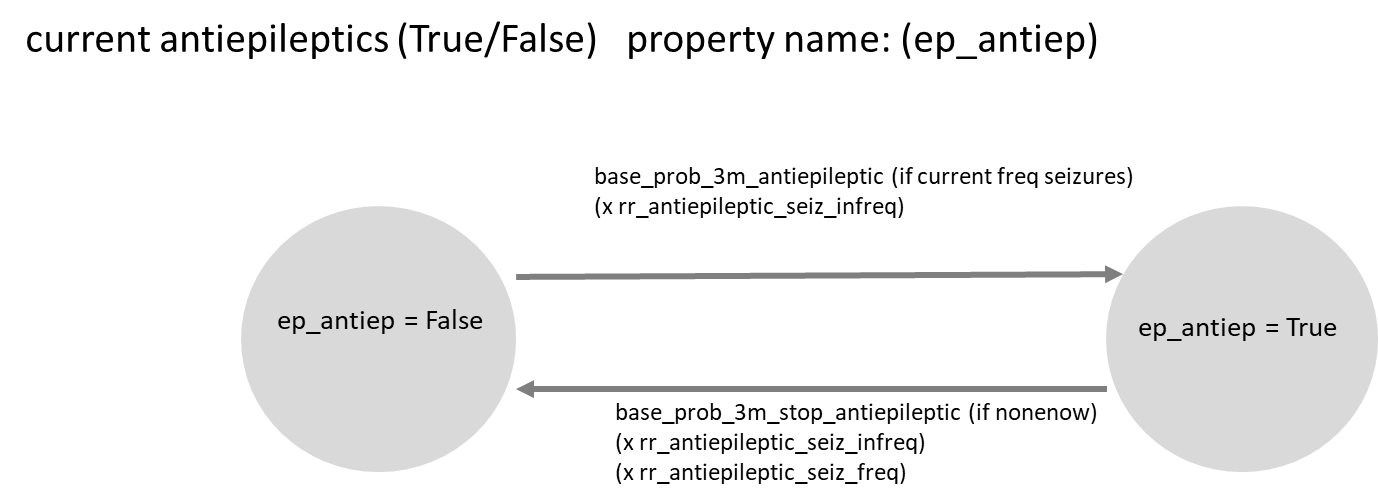 current antiepileptics (True/False)   property name: (ep_antiep)
base_prob_3m_antiepileptic (if current freq seizures)
(x rr_antiepileptic_seiz_infreq)
ep_antiep = False
ep_antiep = True
base_prob_3m_stop_antiepileptic (if nonenow)
(x rr_antiepileptic_seiz_infreq)
(x rr_antiepileptic_seiz_freq)